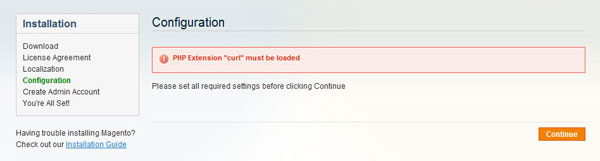 Installation
Download
License Agreement
Localization
Configuration
Create Admin Account
You're All Set!
Having trouble installing Magento?
Check out our Installation Guide
Configuration
PHP Extension "curl" must be loaded
Please set all required settings before clicking Continue
Continue